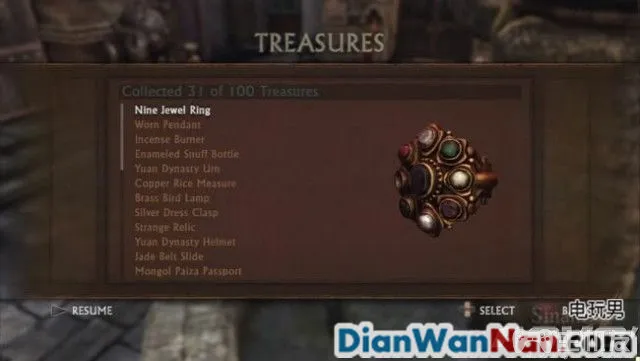 TREASURES
Collected 31 of 100 Treasures
Nine Jewel Ring
Worn Pendant
Incense Burner
Enameled Snuff Bottle
Yuan Dynasty Urn
Copper Rice Measure
Brass Bird Lamp
Silver Dress Clasp
Strange Relic
Yuan Dynasty Helmet
Jade Belt Slide
Mongol Paiza Passport
RESUME
SELECT
电玩男
DianWanNan.com